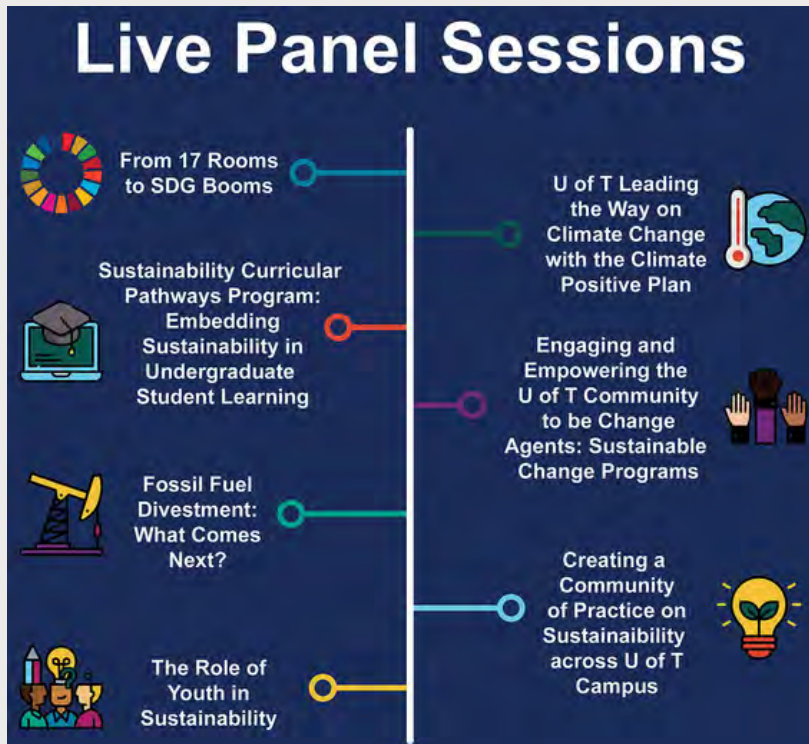 Live Panel Sessions
From 17 Rooms
to SDG Booms
U of T Leading
the Way on
Climate Change
with the Climate
Positive Plan
Sustainability Curricular
Pathways Program:
Embedding
Sustainability in
Undergraduate
Student Learning
Engaging and
Empowering the
U of T Community
to be Change
Agents: Sustainable
Change Programs
Fossil Fuel
Divestment:
What Comes
Next?
Creating a
Community
of Practice on
Sustainaibility
across U of T
Campus
The Role of
Youth in
Sustainability